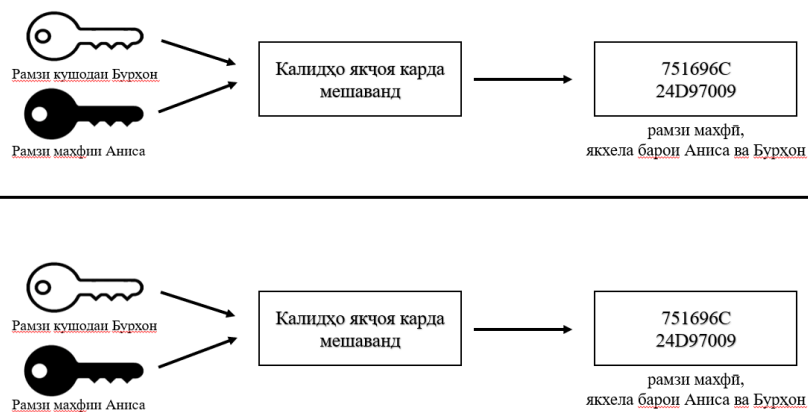 Рамзи кушодаи Бурҳон
Рамзи махфии Аниса
Калидҳо якҷоя карда
мешаванд
751696C
24D97009
рамзи махфӣ,
якхела барои Аниса ва Бурҳон
Рамзи кушодаи Бурхон
Рамзи махфии Аниса
Калидҳо якҷоя карда
мешаванд
751696C
24D97009
рамзи махфӣ,
якхела барои Аниса ва Бурҳон